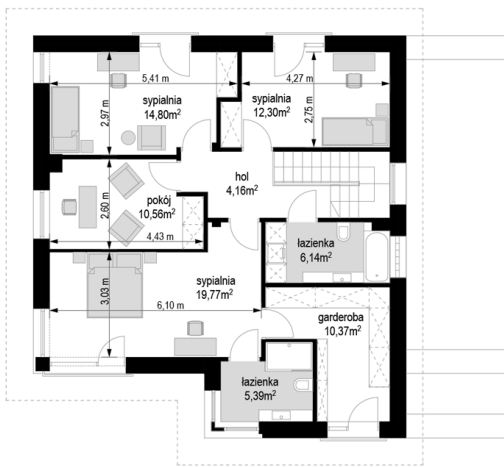 5,41 m
4,27 m
2,97 m
sypialnia
14,80m²
sypialnia
12,30m²
2,75 m
hol
4,16m²
2,60 m
pokój
10,56m²
4,43 m
łazienka
6,14m²
3,03 m
sypialnia
19,77m²
6,10 m
garderoba
10,37m²
łazienka
5,39m²